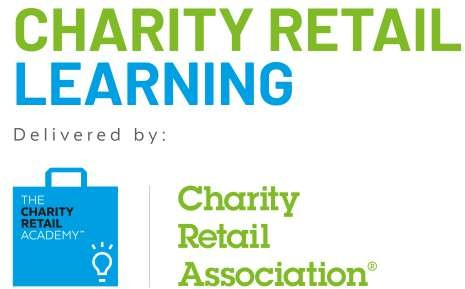 CHARITY RETAIL
LEARNING
Delivered by:
THE
CHARITY
RETAIL
ACADEMY™
Charity
Retail
Association®